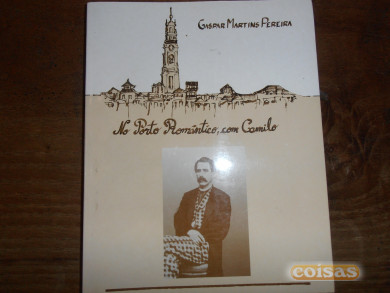 Gaspar Martins Pereira
No Porto Romântico, com Camilo
coisas